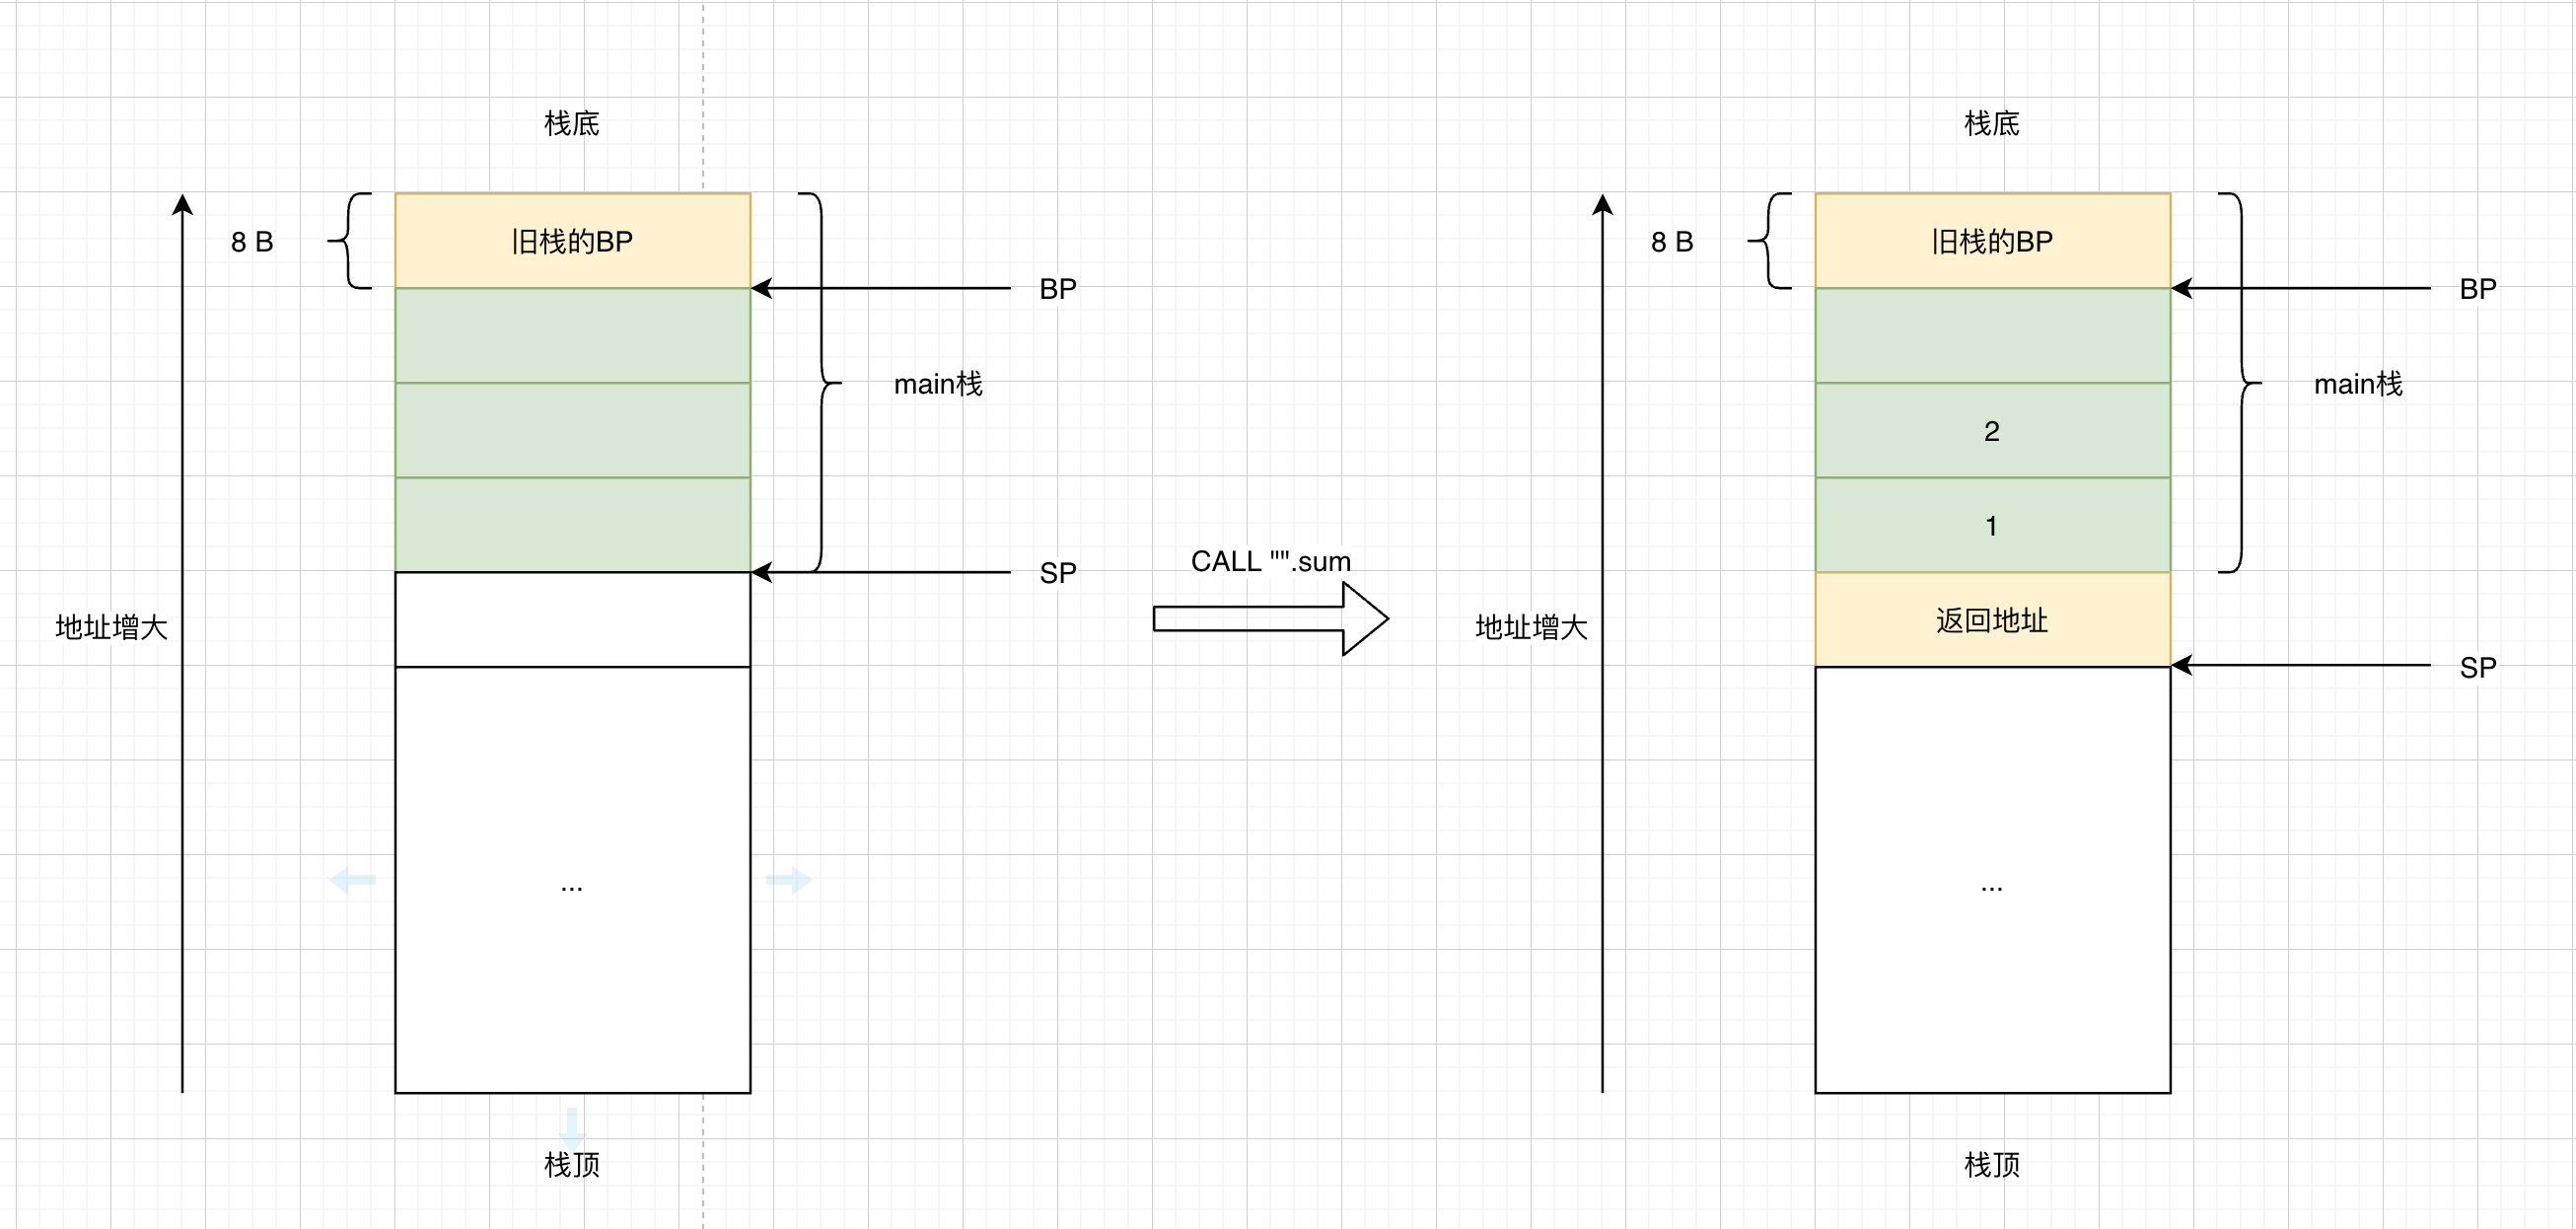 栈底
8 B
旧栈的BP
BP
main栈
SP
地址增大
...
栈顶
CALL "".sum
栈底
8 B
旧栈的BP
BP
2
main栈
1
返回地址
地址增大
SP
...
栈顶